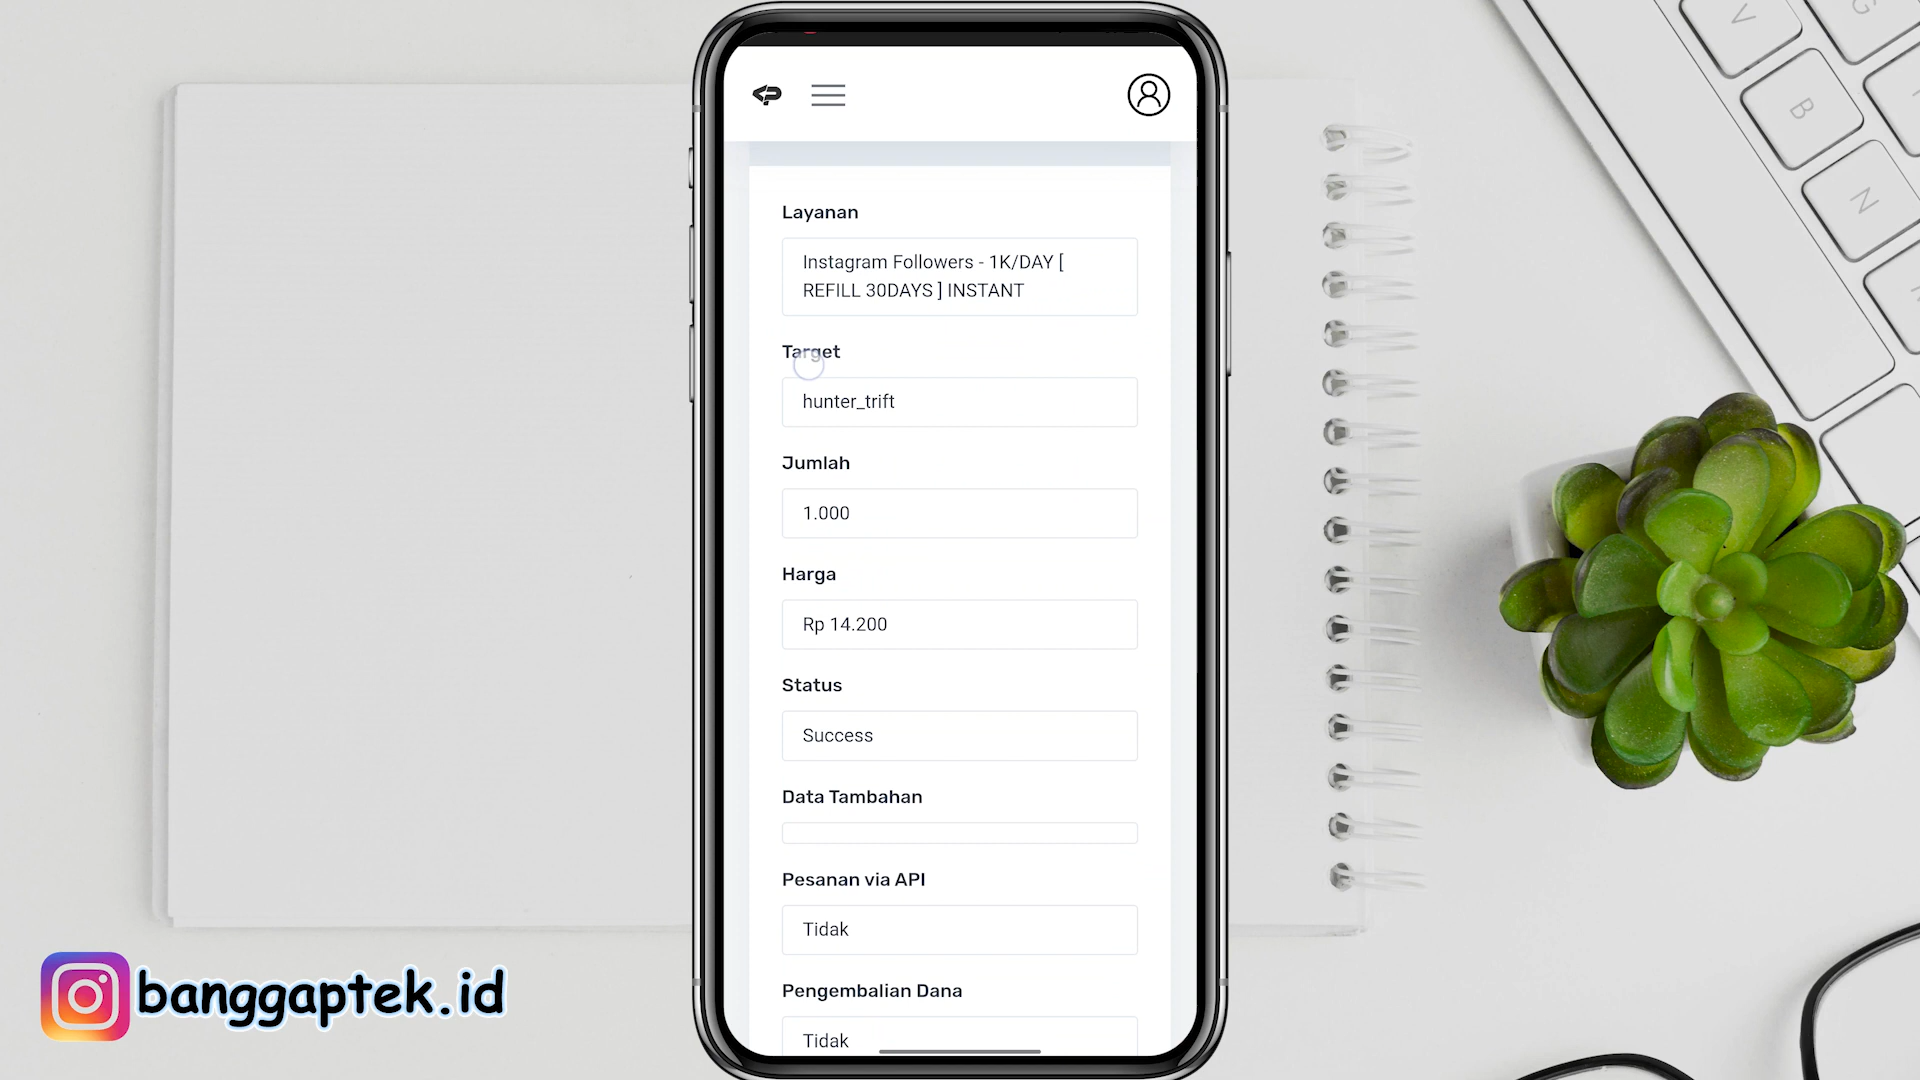 Layanan
Instagram Followers - 1K/DAY [
REFILL 30DAYS ] INSTANT
Target
hunter_trift
Jumlah
1.000
Harga
Rp 14.200
Status
Success
Data Tambahan
Pesanan via API
Tidak
Pengembalian Dana
Tidak
banggaptek.id
V
B
N
G